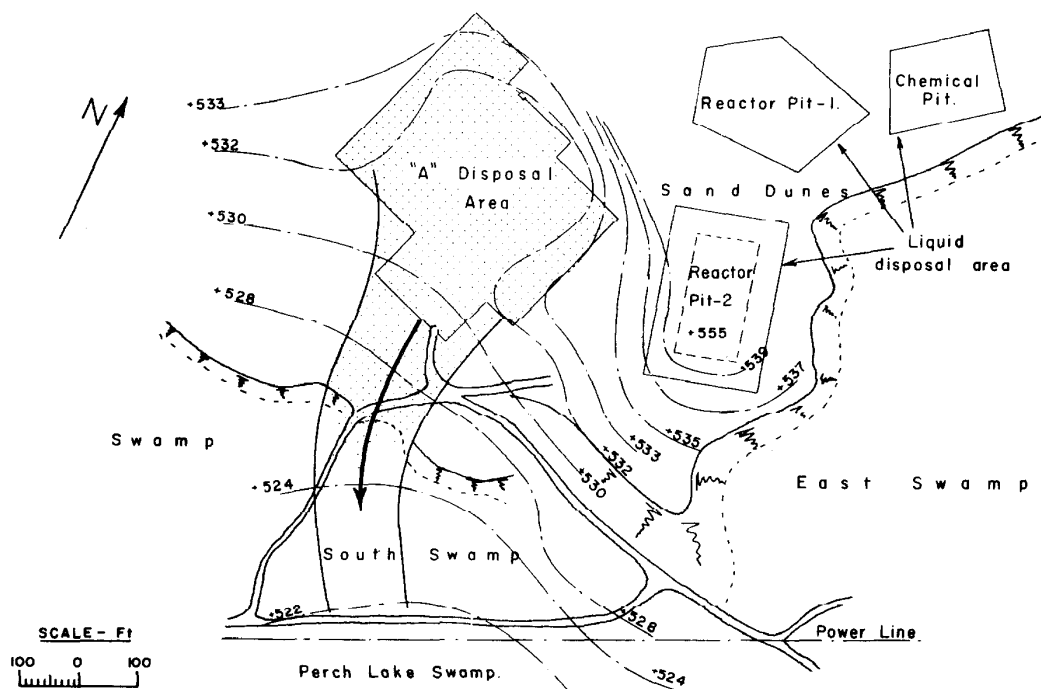 N
+533
+532
+530
+528
"A" Disposal
Area
Reactor Pit-1.
Chemical
Pit.
Sand Dunes
Liquid
disposal area
Reactor
Pit-2
+555
+539
+537
+535
+533
+532
+530
Swamp
+524
East Swamp
South Swamp
+522
+528
SCALE - Ft
100 0 100
Power Line
+524
Perch Lake Swamp.